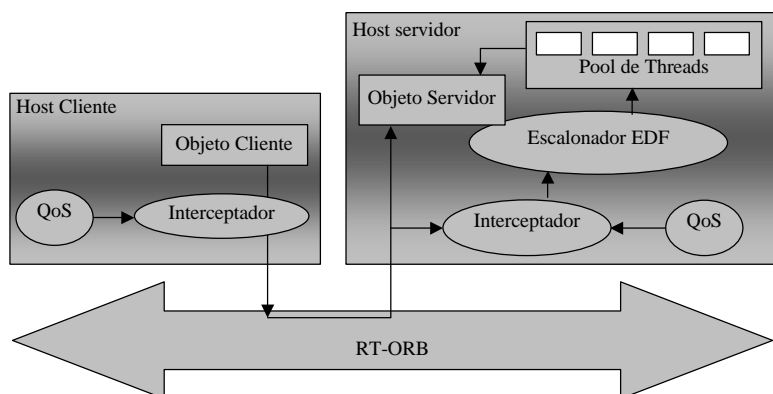 Host servidor
Pool de Threads
Objeto Servidor
Host Cliente
Objeto Cliente
Escalonador EDF
QoS
Interceptador
Interceptador
QoS
RT-ORB